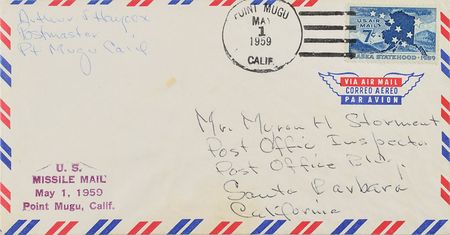 Arthur E Haycox
Postmaster
Pt Mugu Calif
POINT MUGU
MAY
1
1959
CALIF.
U.S. AIR MAIL
7¢
ALASKA STATEHOOD · 1959
VIA AIR MAIL
CORREO AEREO
PAR AVION
Mr. Myron H Storment
Post Office Inspector
Post Office Bldg.
Santa Barbara
California
U.S.
MISSILE MAIL
May 1, 1959
Point Mugu, Calif.